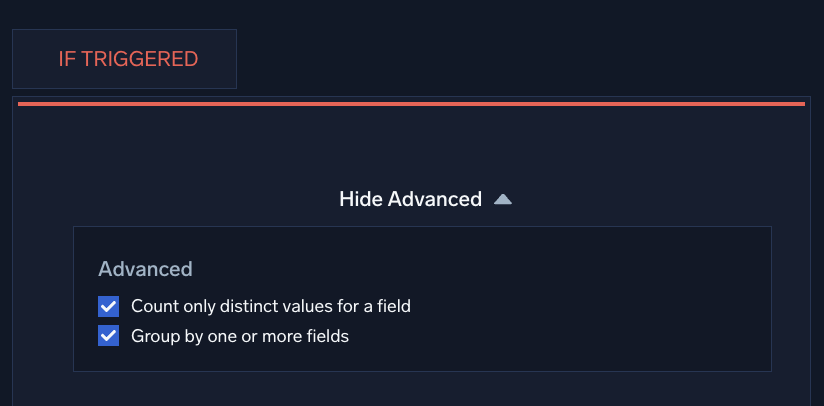 IF TRIGGERED
Hide Advanced
Advanced
Count only distinct values for a field
Group by one or more fields